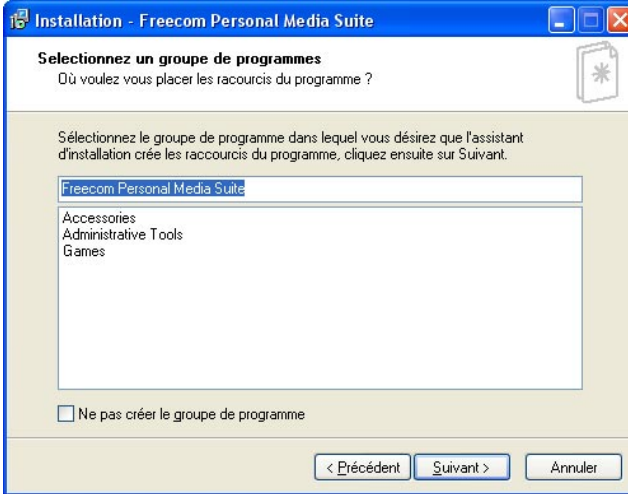 Installation - Freecom Personal Media Suite
Selectionnez un groupe de programmes
Où voulez vous placer les racourcis du programme ?
Sélectionnez le groupe de programme dans lequel vous désirez que l'assistant
d'installation crée les raccourcis du programme, cliquez ensuite sur Suivant.
Freecom Personal Media Suite
Accessories
Administrative Tools
Games
Ne pas créer le groupe de programme
< Précédent Suivant > Annuler